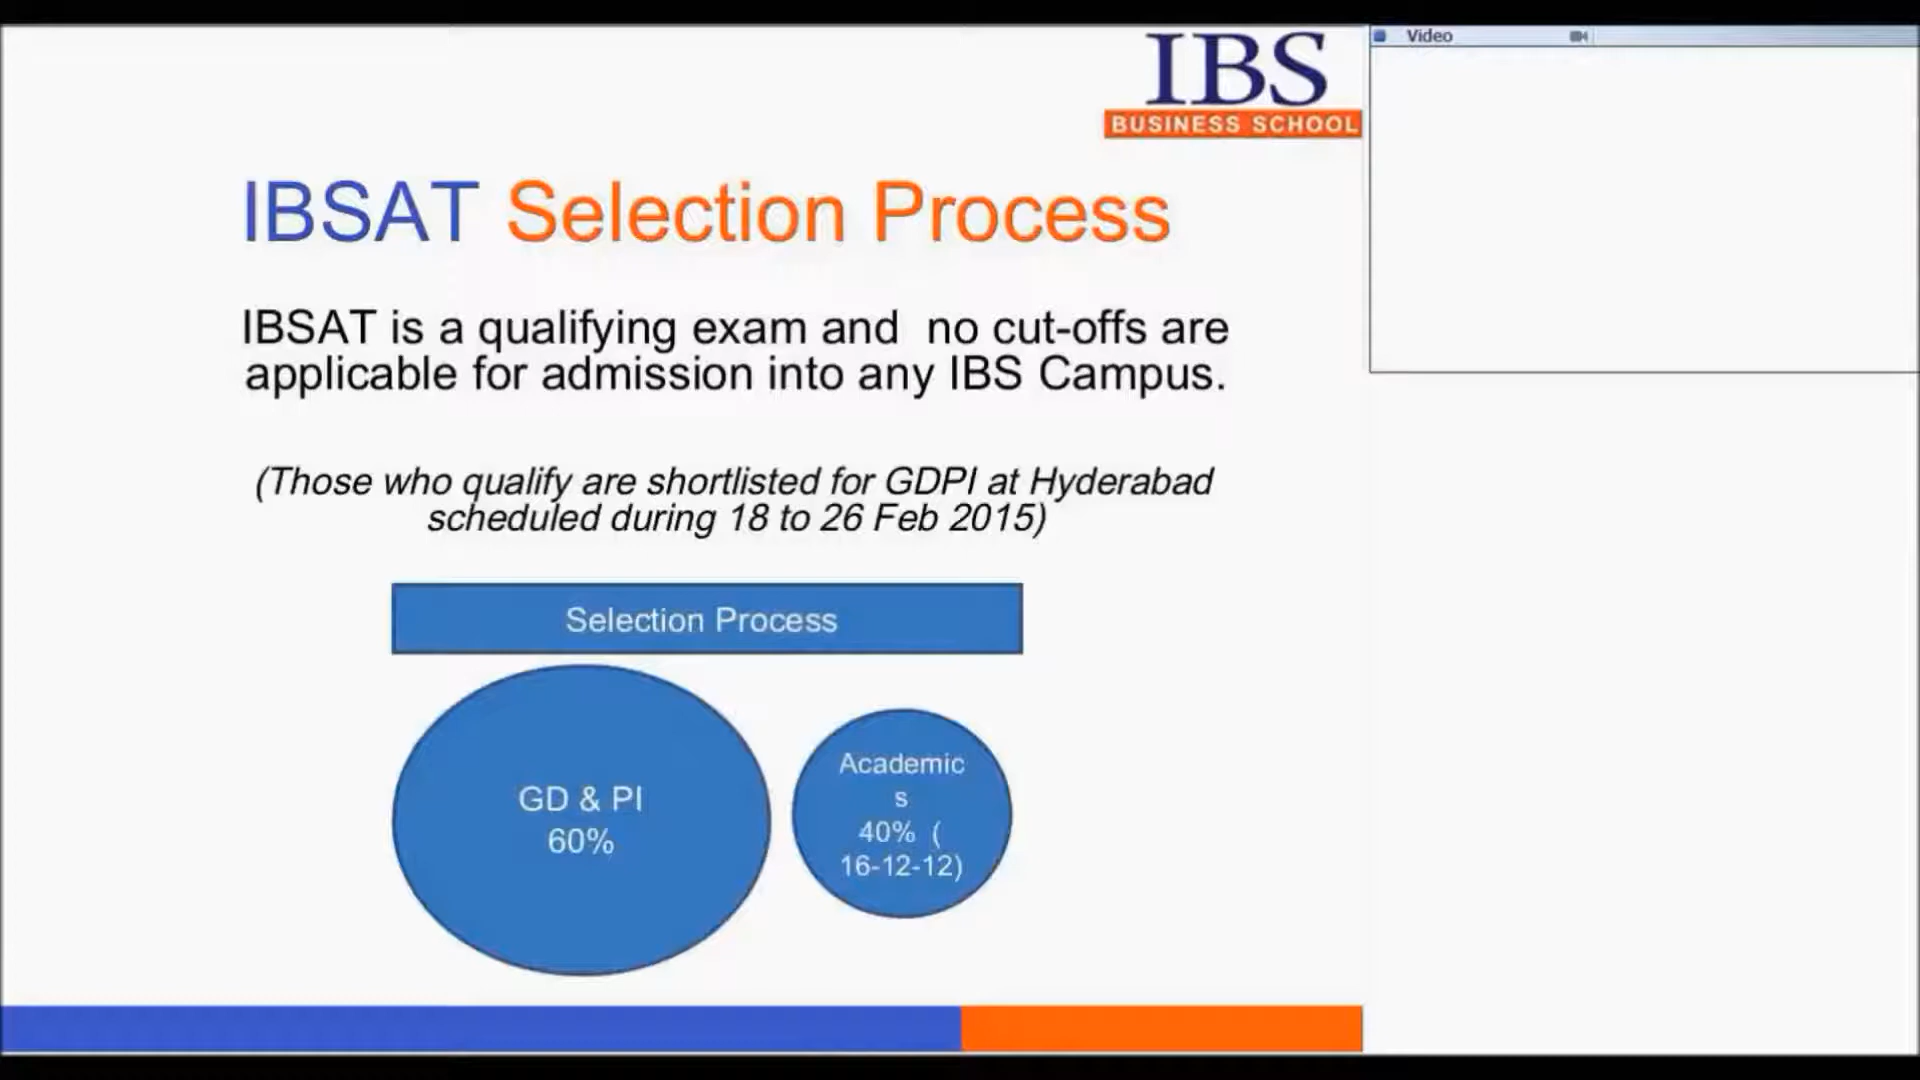 IBS
BUSINESS SCHOOL
Video
IBSAT Selection Process
IBSAT is a qualifying exam and no cut-offs are
applicable for admission into any IBS Campus.
(Those who qualify are shortlisted for GDPI at Hyderabad
scheduled during 18 to 26 Feb 2015)
Selection Process
GD & PI
60%
Academic
s
40% (
16-12-12)